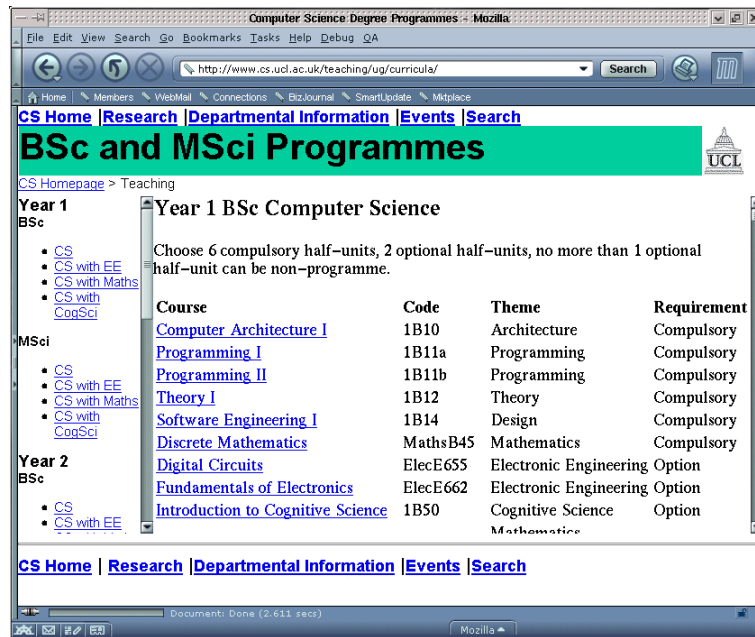 Computer Science Degree Programmes - Mozilla
File Edit View Search Go Bookmarks Tasks Help Debug QA
http://www.cs.ucl.ac.uk/teaching/ug/curricula/ Search
Home Members WebMail Connections BizJournal SmartUpdate Mktplace
CS Home |Research |Departmental Information |Events |Search
BSc and MSci Programmes
UCL
CS Homepage > Teaching
Year 1
BSc
CS
CS with EE
CS with Maths
CS with
CogSci
MSci
CS
CS with EE
CS with Maths
CS with
CogSci
Year 2
BSc
CS
CS with EE
Year 1 BSc Computer Science
Choose 6 compulsory half-units, 2 optional half-units, no more than 1 optional
half-unit can be non-programme.
Course Code Theme Requirement
Computer Architecture I 1B10 Architecture Compulsory
Programming I 1B11a Programming Compulsory
Programming II 1B11b Programming Compulsory
Theory I 1B12 Theory Compulsory
Software Engineering I 1B14 Design Compulsory
Discrete Mathematics MathsB45 Mathematics Compulsory
Digital Circuits ElecE655 Electronic Engineering Option
Fundamentals of Electronics ElecE662 Electronic Engineering Option
Introduction to Cognitive Science 1B50 Cognitive Science Option
Mathematics
CS Home | Research |Departmental Information |Events |Search
Document: Done (2.611 secs)
Mozilla